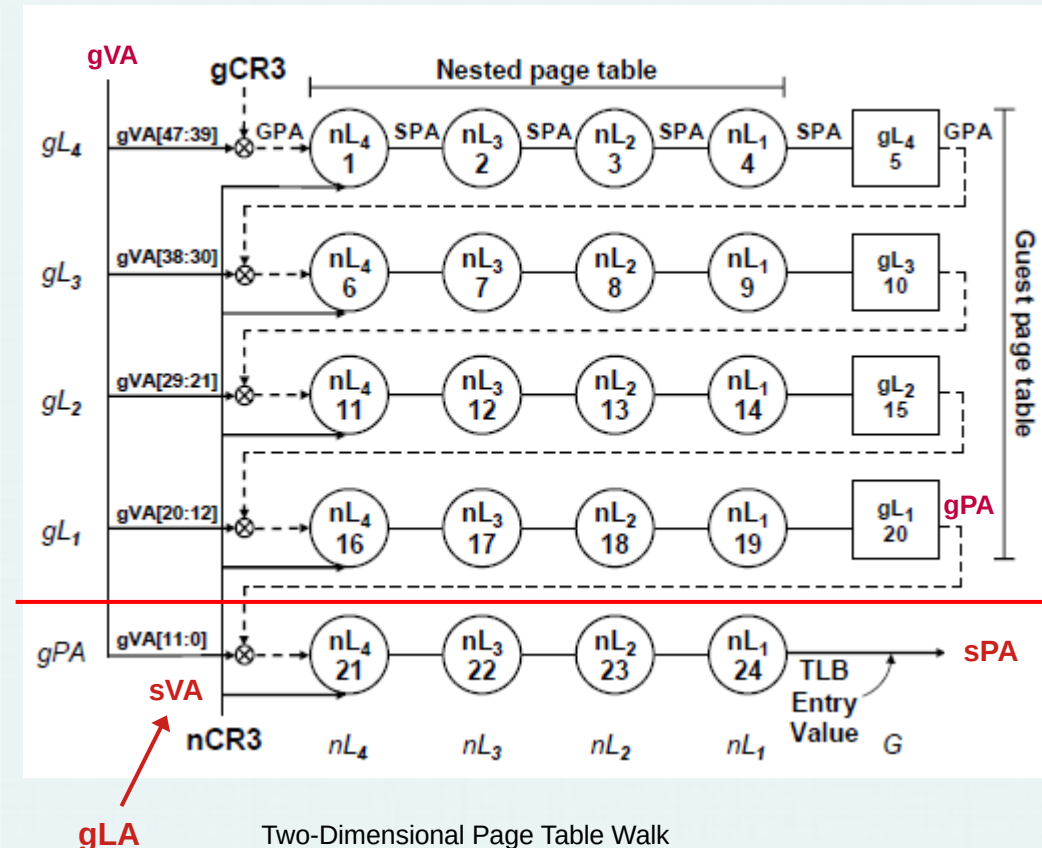 gVA
gCR3
Nested page table
gL4
gVA[47:39]
GPA
nL4
1
SPA
nL3
2
SPA
nL2
3
SPA
nL1
4
SPA
gL4
5
GPA
gL3
gVA[38:30]
nL4
6
nL3
7
nL2
8
nL1
9
gL3
10
Guest page table
gL2
gVA[29:21]
nL4
11
nL3
12
nL2
13
nL1
14
gL2
15
gL1
gVA[20:12]
nL4
16
nL3
17
nL2
18
nL1
19
gL1
20
gPA
gPA
gVA[11:0]
nL4
21
nL3
22
nL2
23
nL1
24
TLB
Entry
Value
G
sPA
sVA
nCR3
nL4
nL3
nL2
nL1
gLA
Two-Dimensional Page Table Walk